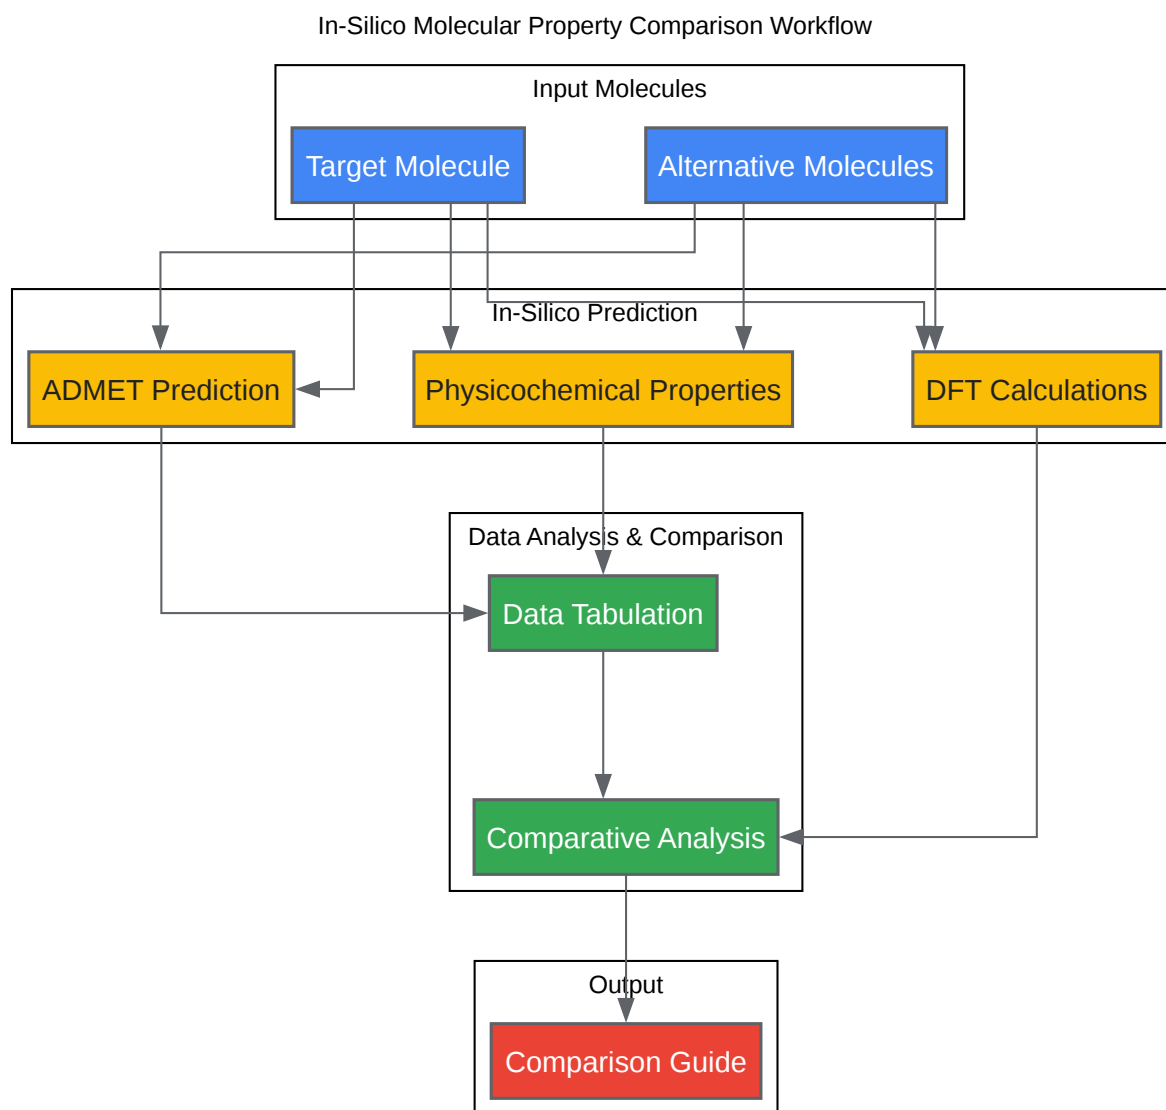 In-Silico Molecular Property Comparison Workflow
Input Molecules
Target Molecule
Alternative Molecules
In-Silico Prediction
ADMET Prediction
Physicochemical Properties
DFT Calculations
Data Analysis & Comparison
Data Tabulation
Comparative Analysis
Output
Comparison Guide